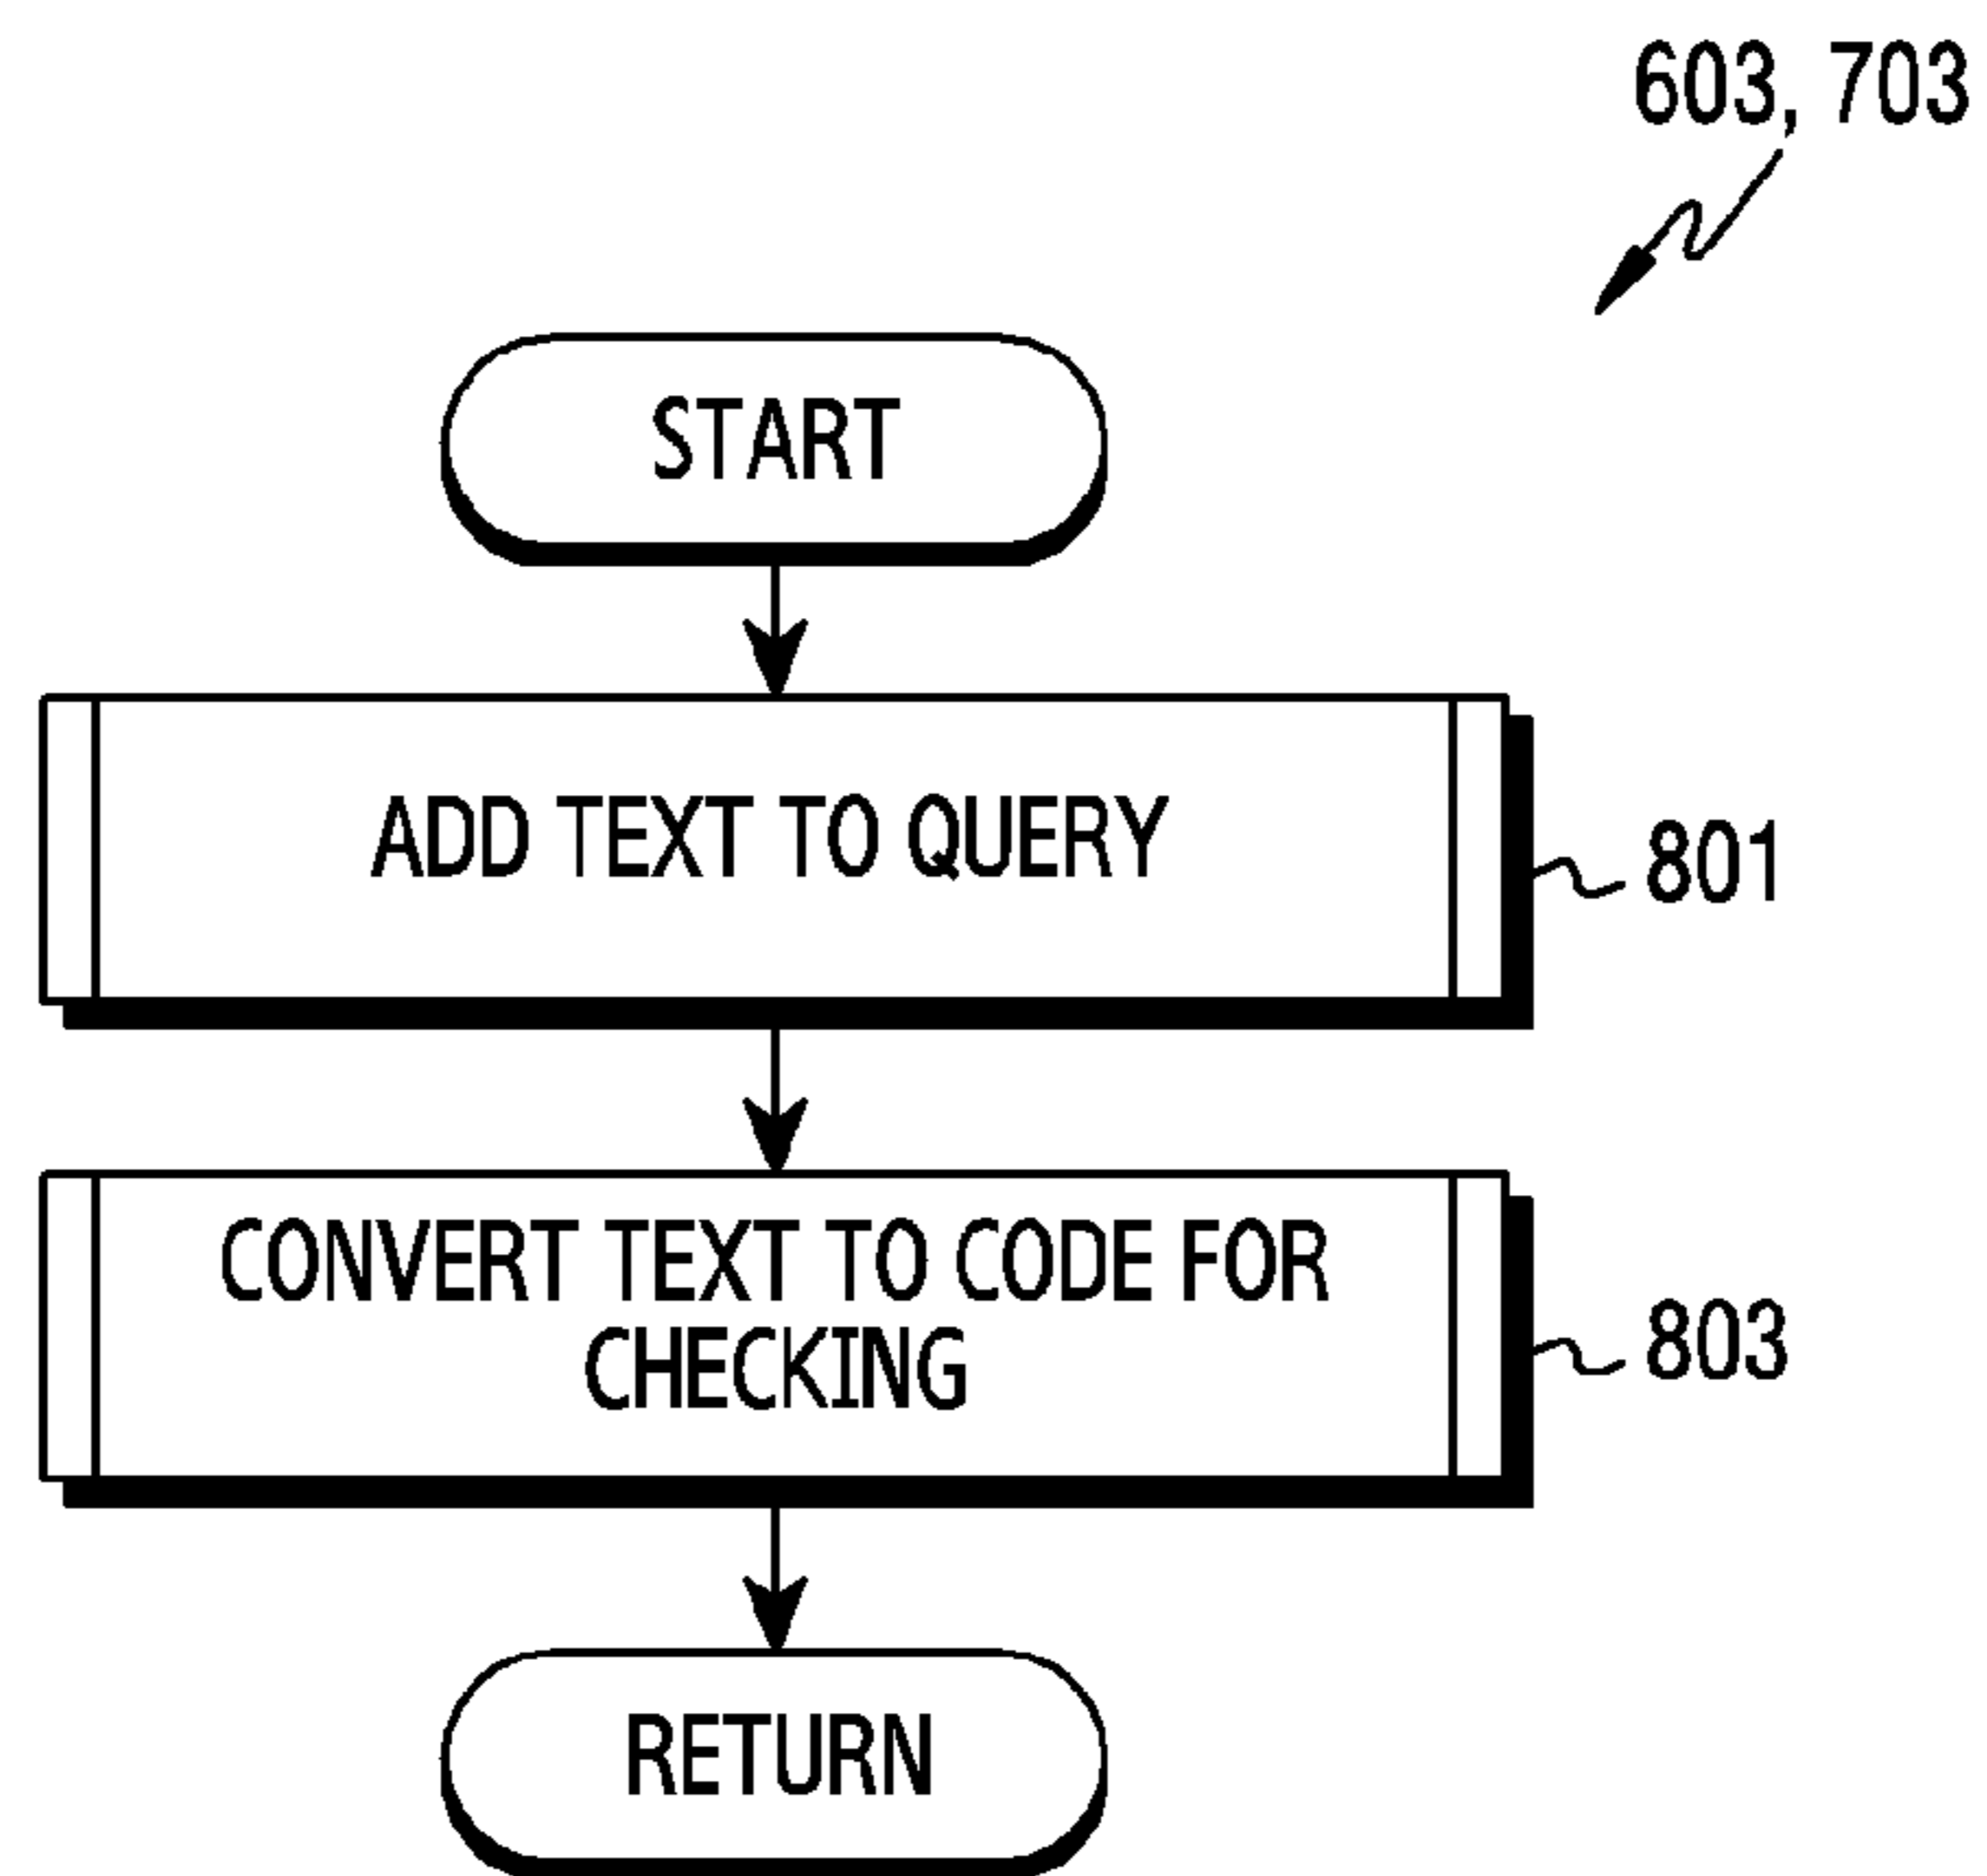 603, 703
START
ADD TEXT TO QUERY
801
CONVERT TEXT TO CODE FOR
CHECKING
803
RETURN